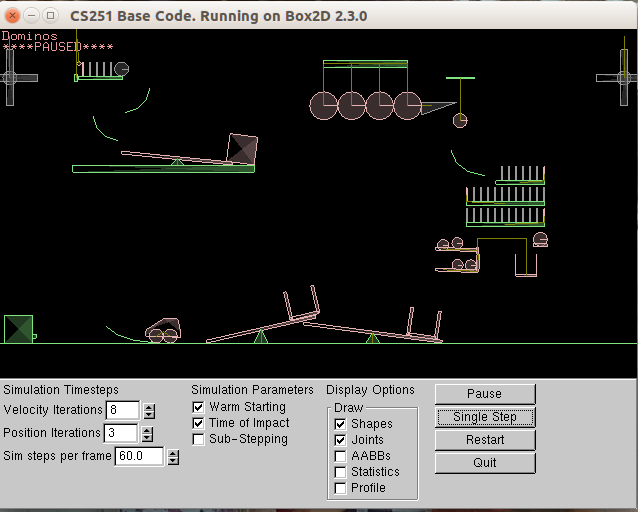 CS251 Base Code. Running on Box2D 2.3.0
Dominos
****PAUSED****
Simulation Timesteps
Velocity Iterations 8
Position Iterations 3
Sim steps per frame 60.0
Simulation Parameters
Warm Starting
Time of Impact
Sub-Stepping
Display Options
Draw
Shapes
Joints
AABBs
Statistics
Profile
Pause
Single Step
Restart
Quit